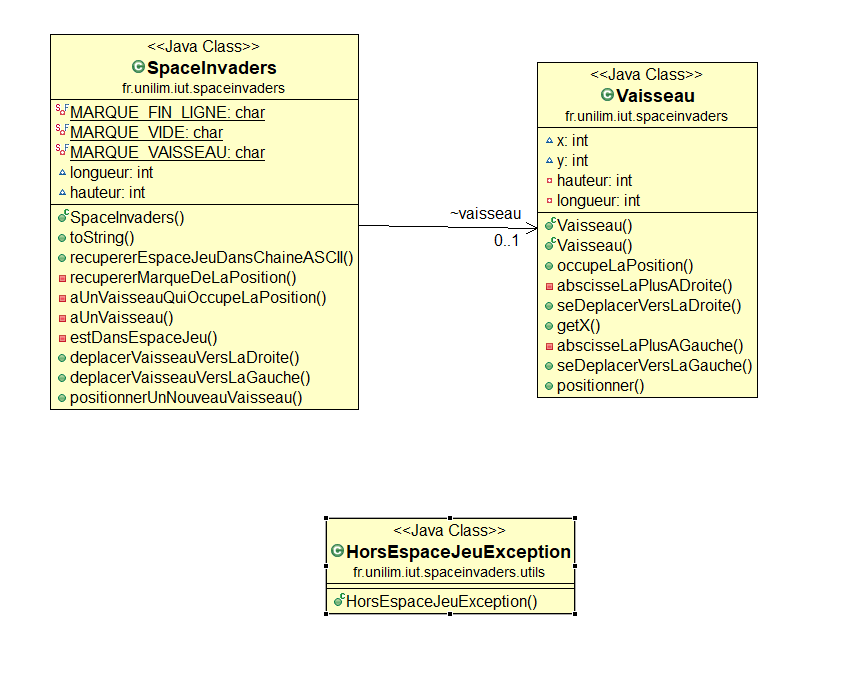 <<Java Class>>
SpaceInvaders
fr.unilim.iut.spaceinvaders
MARQUE_FIN_LIGNE: char
MARQUE_VIDE: char
MARQUE_VAISSEAU: char
longueur: int
hauteur: int
SpaceInvaders()
toString()
recupererEspaceJeuDansChaineASCII()
recupererMarqueDeLaPosition()
aUnVaisseauQuiOccupeLaPosition()
aUnVaisseau()
estDansEspaceJeu()
deplacerVaisseauVersLaDroite()
deplacerVaisseauVersLaGauche()
positionnerUnNouveauVaisseau()
~vaisseau
0..1
<<Java Class>>
Vaisseau
fr.unilim.iut.spaceinvaders
x: int
y: int
hauteur: int
longueur: int
Vaisseau()
Vaisseau()
occupeLaPosition()
abscisseLaPlusADroite()
seDeplacerVersLaDroite()
getX()
abscisseLaPlusAGauche()
seDeplacerVersLaGauche()
positionner()
<<Java Class>>
HorsEspaceJeuException
fr.unilim.iut.spaceinvaders.utils
HorsEspaceJeuException()